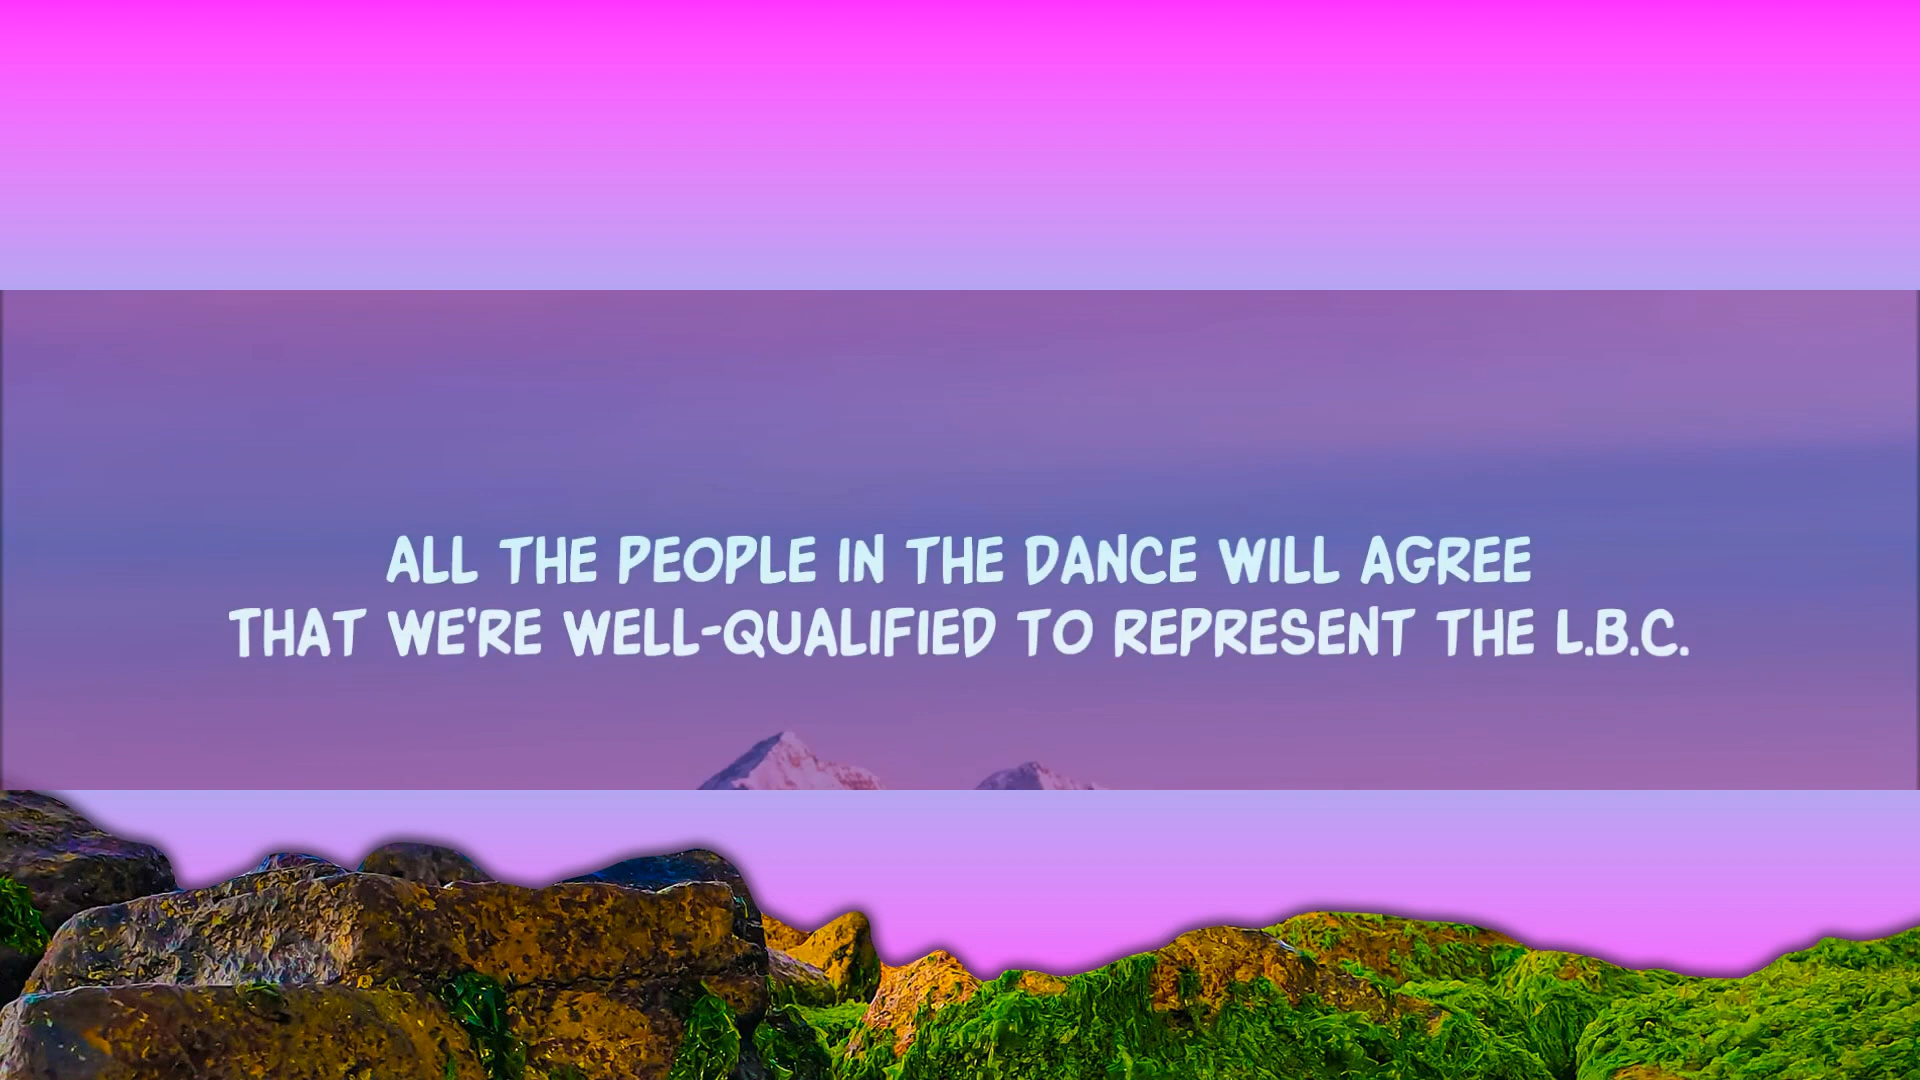 ALL THE PEOPLE IN THE DANCE WILL AGREE
THAT WE'RE WELL-QUALIFIED TO REPRESENT THE L.B.C.